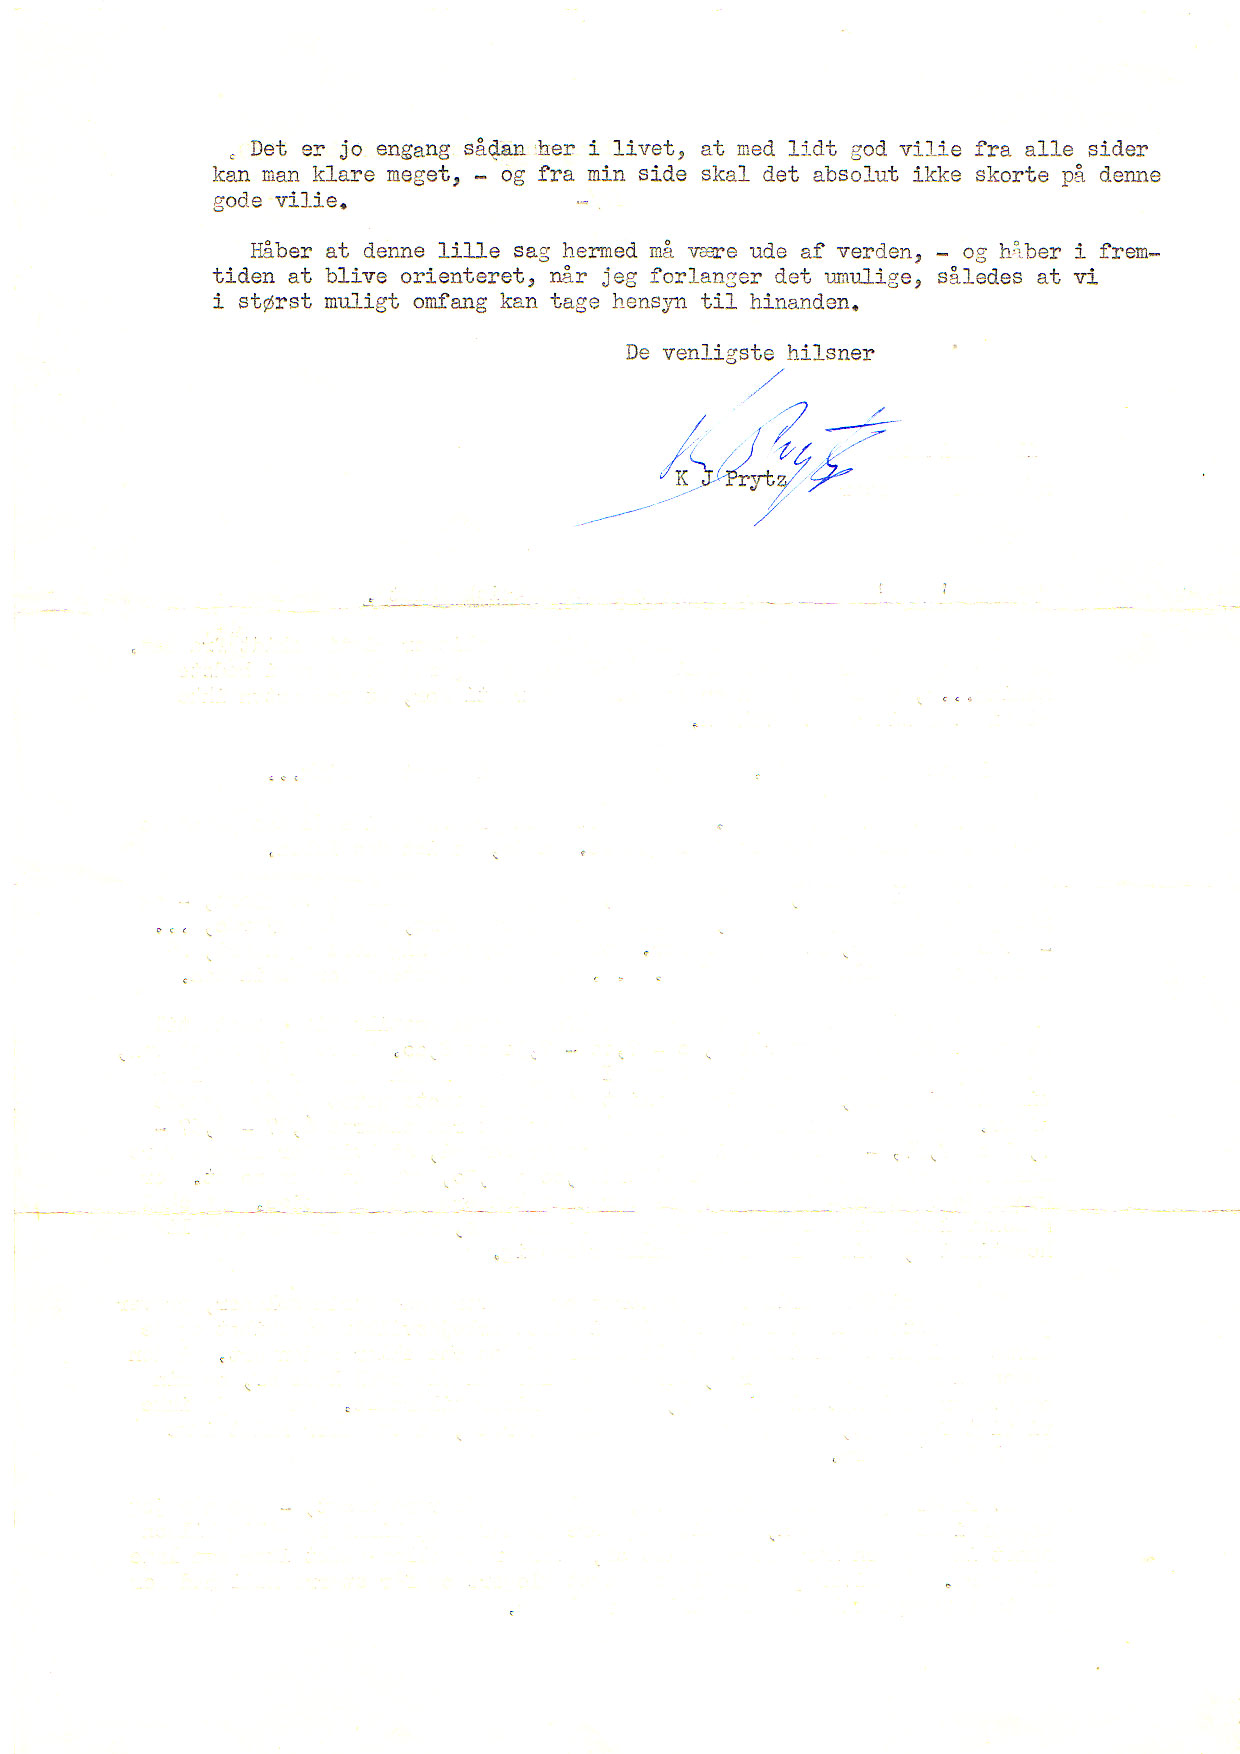 Det er jo engang sådan her i livet, at med lidt god vilie fra alle sider
kan man klare meget, - og fra min side skal det absolut ikke skorte på denne
gode vilie.
Håber at denne lille sag hermed må være ude af verden, - og håber i frem-
tiden at blive orienteret, når jeg forlanger det umulige, således at vi
i størst muligt omfang kan tage hensyn til hinanden.
De venligste hilsner
K J Prytz
K J Prytz